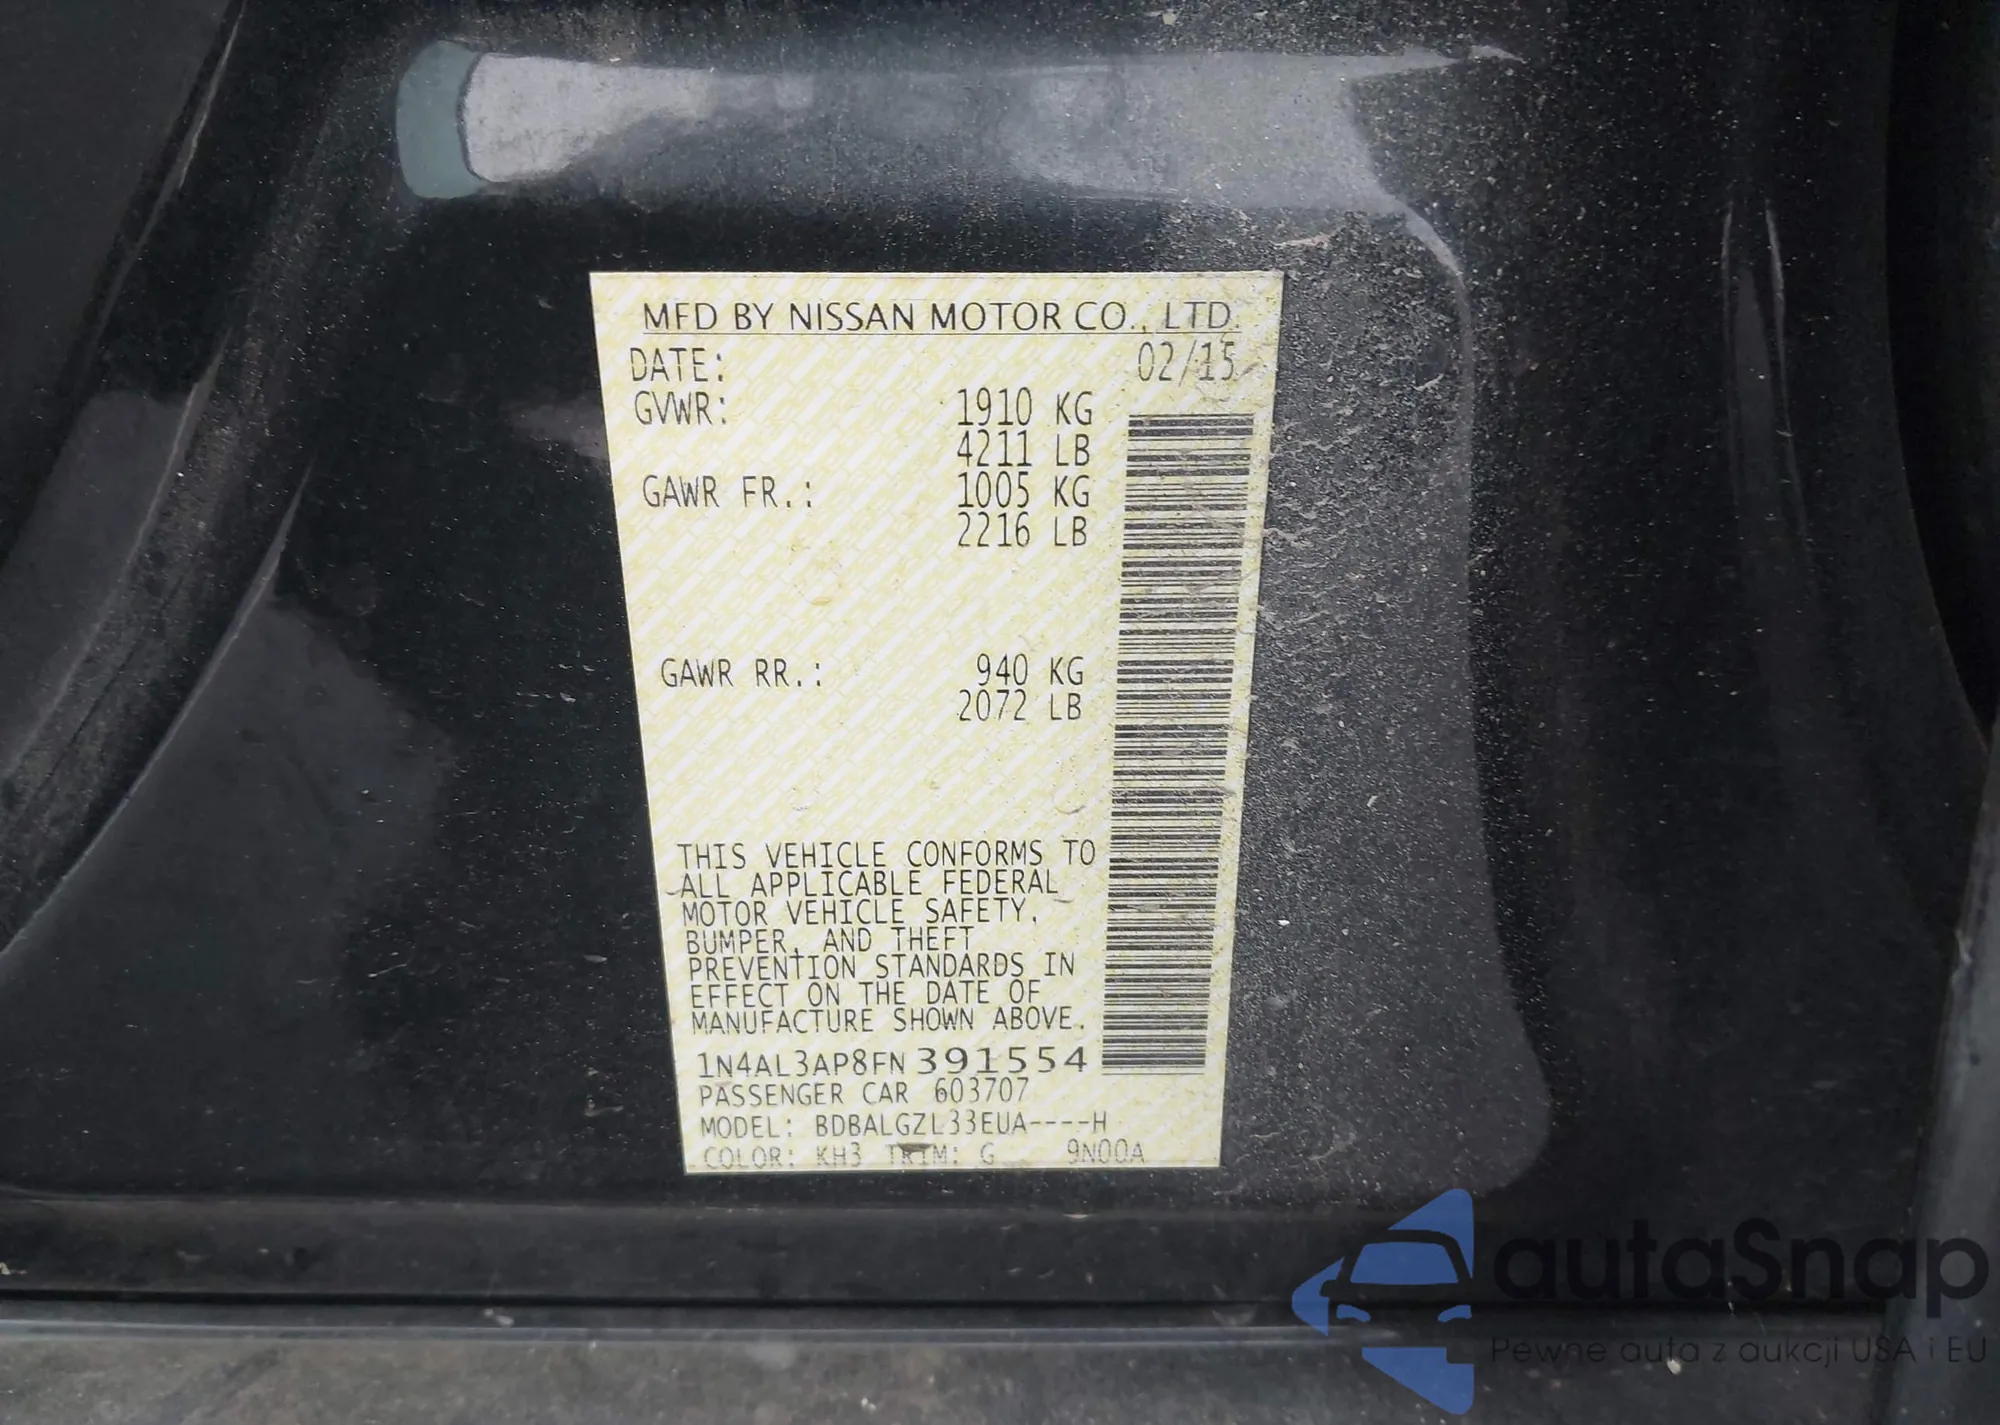 MFD BY NISSAN MOTOR CO., LTD.
DATE: 02/15
GVWR: 1910 KG
4211 LB
GAWR FR.: 1005 KG
2216 LB
GAWR RR.: 940 KG
2072 LB
THIS VEHICLE CONFORMS TO
ALL APPLICABLE FEDERAL
MOTOR VEHICLE SAFETY,
BUMPER, AND THEFT
PREVENTION STANDARDS IN
EFFECT ON THE DATE OF
MANUFACTURE SHOWN ABOVE.
1N4AL3AP8FN391554
PASSENGER CAR 603707
MODEL: BDBALGZL33EUA----H
COLOR: KH3 TRIM: G 9N00A
autaSnap
Pewne auta z aukcji USA i EU